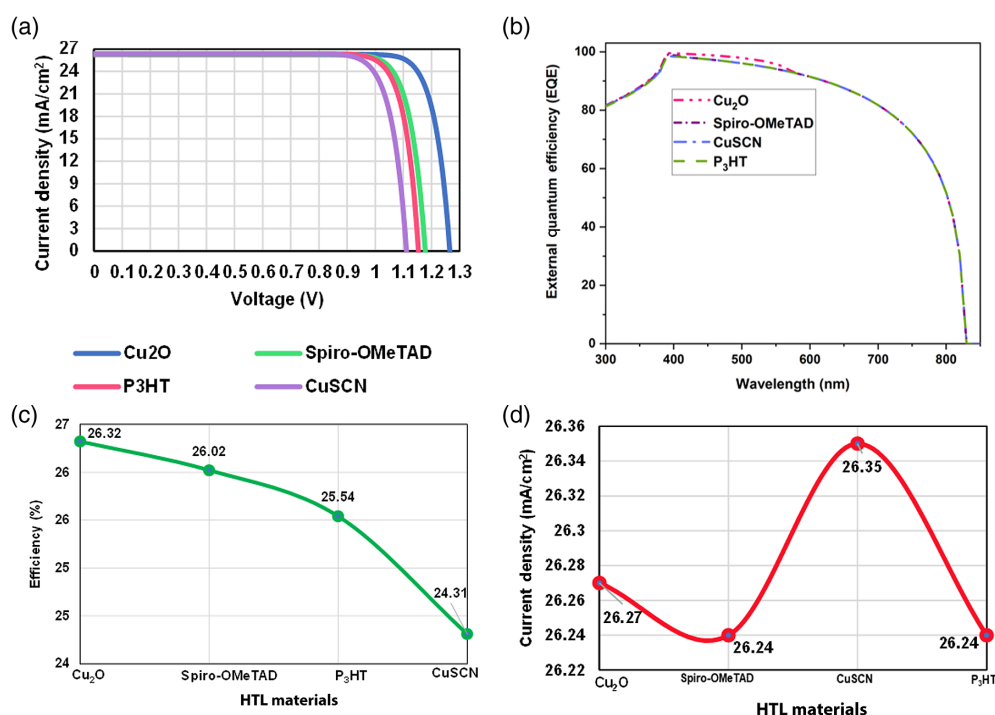 (a)
27
24
21
18
15
12
9
6
3
0
Current density (mA/cm²)
0 0.1 0.2 0.3 0.4 0.5 0.6 0.7 0.8 0.9 1 1.1 1.2 1.3
Voltage (V)
Cu2O
Spiro-OMeTAD
P3HT
CuSCN
(b)
100
80
60
40
20
0
External quantum efficiency (EQE)
Cu₂O
Spiro-OMeTAD
CuSCN
P₃HT
300 400 500 600 700 800
Wavelength (nm)
(c)
27
26
26
25
25
24
Efficiency (%)
26.32
26.02
25.54
24.31
Cu₂O Spiro-OMeTAD P₃HT CuSCN
HTL materials
(d)
26.36
26.34
26.32
26.3
26.28
26.26
26.24
26.22
Current density (mA/cm²)
26.27
26.24
26.35
26.24
Cu₂O Spiro-OMeTAD CuSCN P₃HT
HTL materials